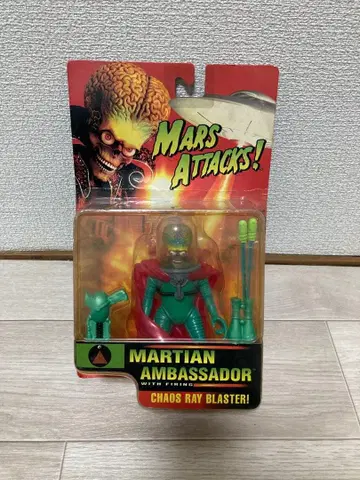 MARS
ATTACKS!
MARTIAN
AMBASSADOR
WITH FIRING
CHAOS RAY BLASTER!